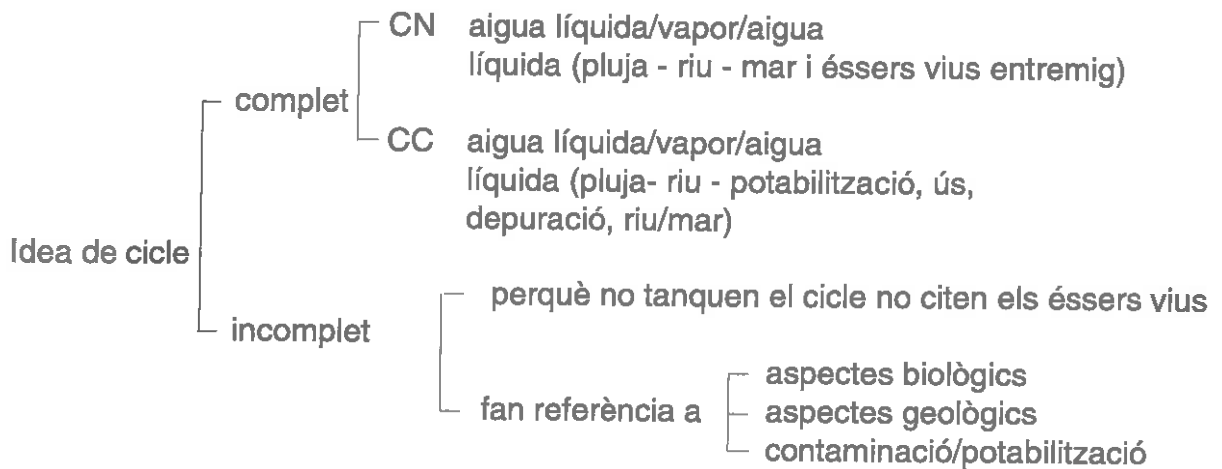 CN aigua líquida/vapor/aigua
líquida (pluja - riu - mar i éssers vius entremig)
complet
CC aigua líquida/vapor/aigua
líquida (pluja- riu - potabilització, ús,
depuració, riu/mar)
Idea de cicle
perquè no tanquen el cicle no citen els éssers vius
incomplet
aspectes biològics
fan referència a
aspectes geològics
contaminació/potabilització